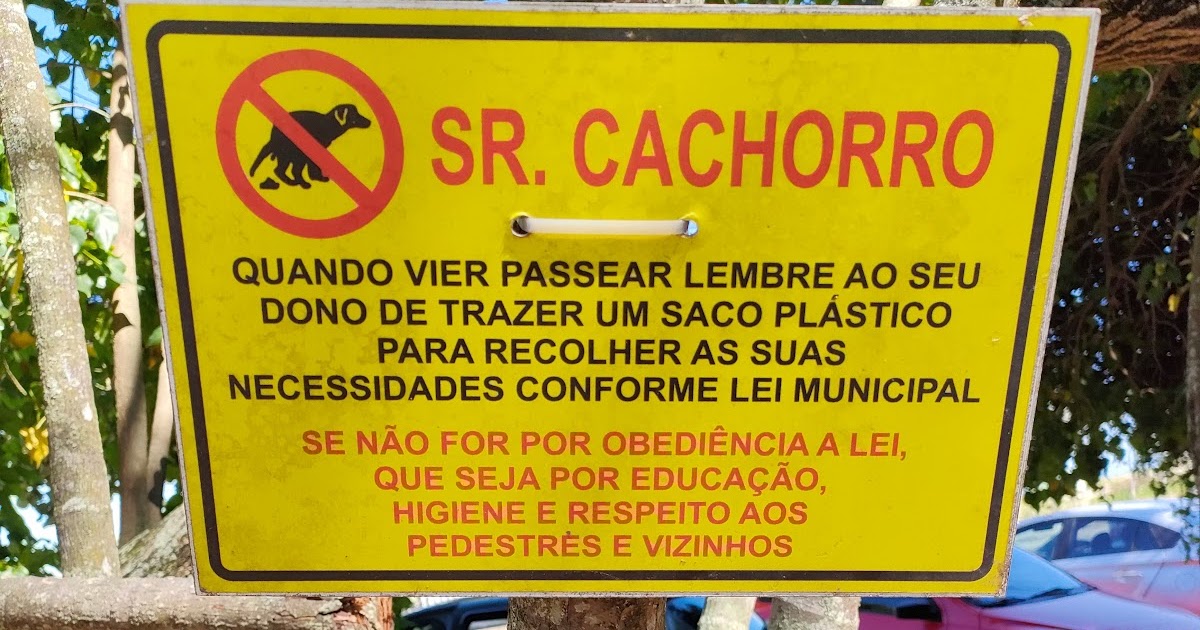 SR. CACHORRO
QUANDO VIER PASSEAR LEMBRE AO SEU
DONO DE TRAZER UM SACO PLÁSTICO
PARA RECOLHER AS SUAS
NECESSIDADES CONFORME LEI MUNICIPAL
SE NÃO FOR POR OBEDIÊNCIA A LEI,
QUE SEJA POR EDUCAÇÃO,
HIGIENE E RESPEITO AOS
PEDESTRES E VIZINHOS